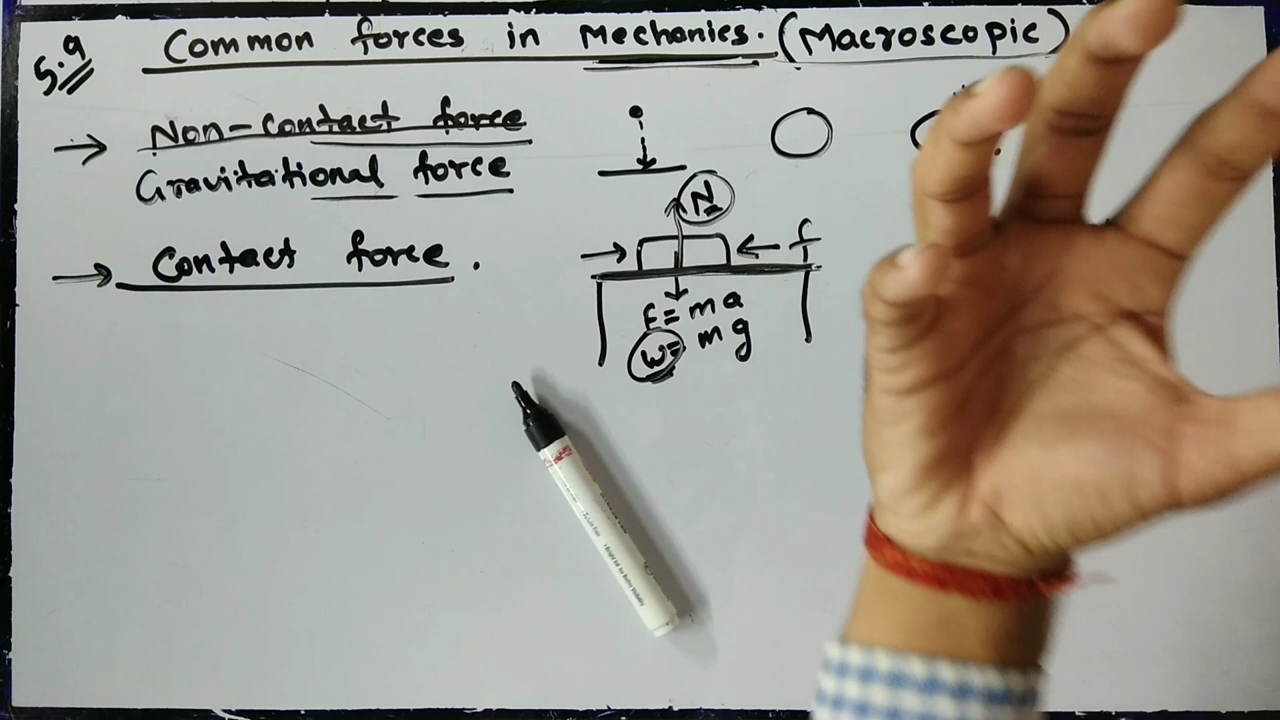 5.9 Common forces in Mechanics. (Macroscopic)
→ Non-contact force
Gravitational force
N
→ Contact force.
f
F = ma
W = mg